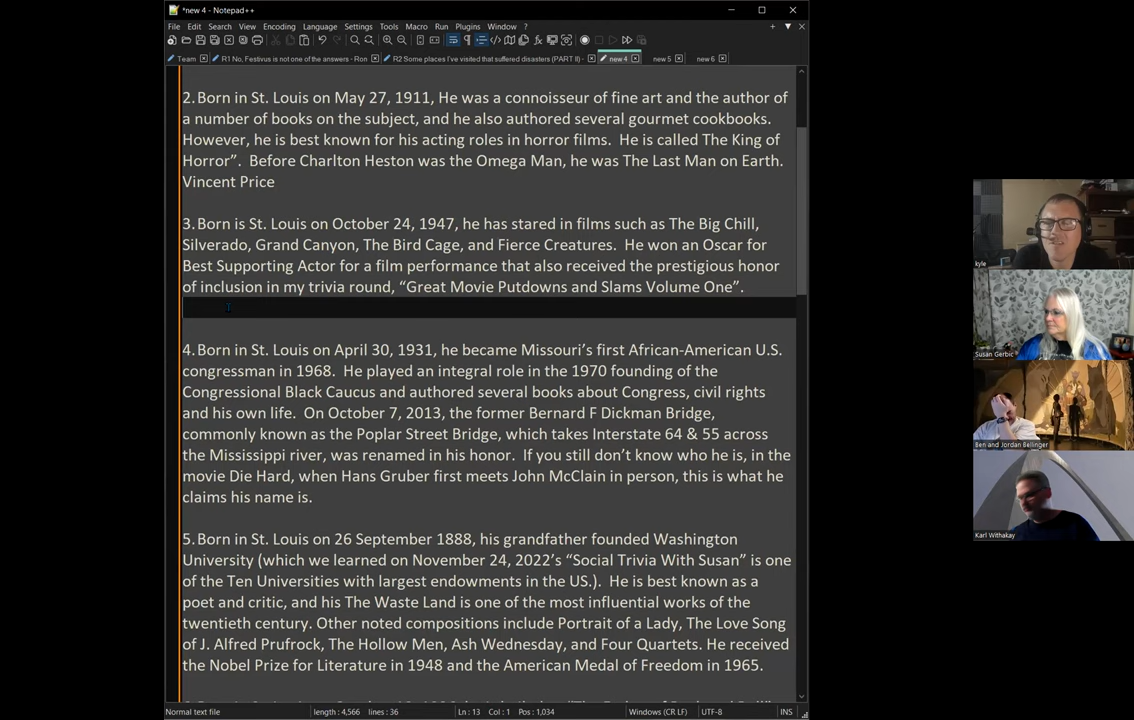 *new 4 - Notepad++
File Edit Search View Encoding Language Settings Tools Macro Run Plugins Window ?
Team R1 No, Festivus is not one of the answers - Ron R2 Some places I've visited that suffered disasters (PART II) - new 4 new 5 new 6
2. Born in St. Louis on May 27, 1911, He was a connoisseur of fine art and the author of
a number of books on the subject, and he also authored several gourmet cookbooks.
However, he is best known for his acting roles in horror films.  He is called The King of
Horror”.  Before Charlton Heston was the Omega Man, he was The Last Man on Earth.
Vincent Price
3. Born is St. Louis on October 24, 1947, he has stared in films such as The Big Chill,
Silverado, Grand Canyon, The Bird Cage, and Fierce Creatures.  He won an Oscar for
Best Supporting Actor for a film performance that also received the prestigious honor
of inclusion in my trivia round, “Great Movie Putdowns and Slams Volume One”.
4. Born in St. Louis on April 30, 1931, he became Missouri’s first African-American U.S.
congressman in 1968.  He played an integral role in the 1970 founding of the
Congressional Black Caucus and authored several books about Congress, civil rights
and his own life.  On October 7, 2013, the former Bernard F Dickman Bridge,
commonly known as the Poplar Street Bridge, which takes Interstate 64 & 55 across
the Mississippi river, was renamed in his honor.  If you still don’t know who he is, in the
movie Die Hard, when Hans Gruber first meets John McClain in person, this is what he
claims his name is.
5. Born in St. Louis on 26 September 1888, his grandfather founded Washington
University (which we learned on November 24, 2022’s “Social Trivia With Susan” is one
of the Ten Universities with largest endowments in the US.).  He is best known as a
poet and critic, and his The Waste Land is one of the most influential works of the
twentieth century. Other noted compositions include Portrait of a Lady, The Love Song
of J. Alfred Prufrock, The Hollow Men, Ash Wednesday, and Four Quartets. He received
the Nobel Prize for Literature in 1948 and the American Medal of Freedom in 1965.
Normal text file length : 4,566 lines : 36 Ln : 13 Col : 1 Pos : 1,034 Windows (CR LF) UTF-8 INS
kyle
Susan Gerbic
Ben and Jordan Bellinger
Karl Withakay